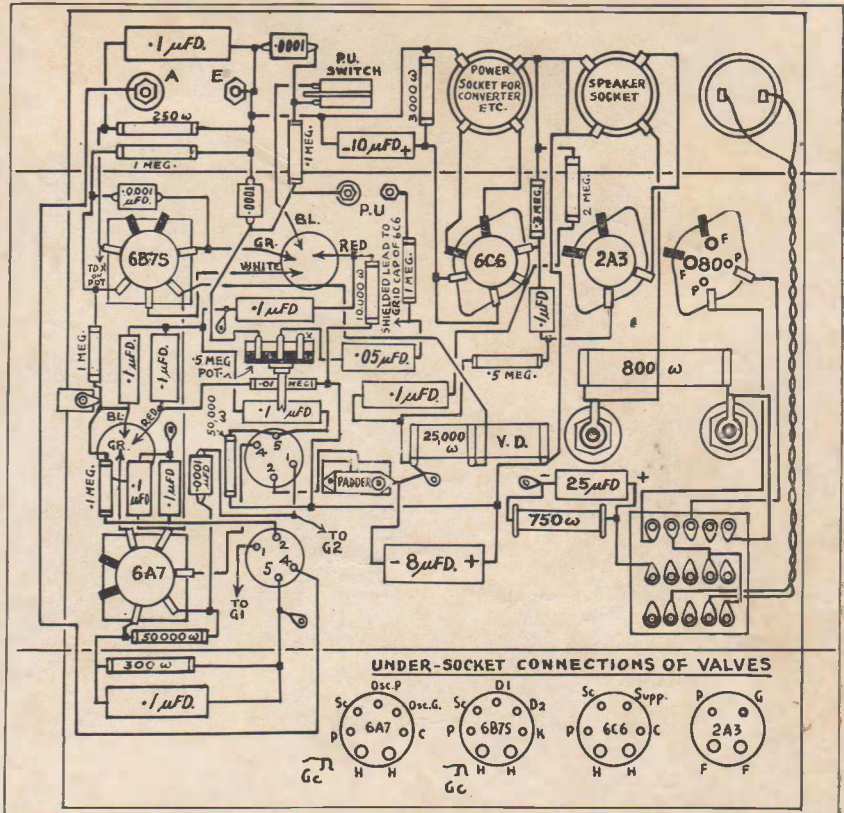 .1 µFD.
.0001
A
E
P.U.
SWITCH
250 ω
1 MEG.
.1 MEG.
3000 ω
-10 µFD+
POWER
SOCKET FOR
CONVERTER
ETC.
SPEAKER
SOCKET
.0001
µFD.
.0001
P.U
BL.
GR.
WHITE
RED
6B7S
TO X
ON
POT
10,000 ω
SHIELDED LEAD TO
GRID CAP OF 6C6
1 MEG.
6C6
.3 MEG.
2 MEG.
2A3
80
F
F
P
P
.1 µFD
.1 µFD
1 MEG.
.1 µFD.
.1 µFD.
.5 MEG
POT.
X
.05 µFD.
.5 MEG.
800 ω
.01 MEG
.1 µFD
.1 µFD.
BL.
RED
GR.
50,000
ω
5
4
2
1
25,000
ω
V.D.
PADDER
.1 MEG.
.1
µFD
.1 µFD
.0001
µFD
- 25 µFD +
750 ω
TO
G2
- 8 µFD. +
6A7
1
2
4
5
TO
G1
50000 ω
300 ω
.1 µFD.
UNDER-SOCKET CONNECTIONS OF VALVES
Osc.P
Sc
Osc.G.
P
6A7
C
Gc
H
H
D1
Sc
D2
P
6B7S
K
Gc
H
H
Sc
Supp.
P
6C6
C
H
H
P
G
2A3
F
F